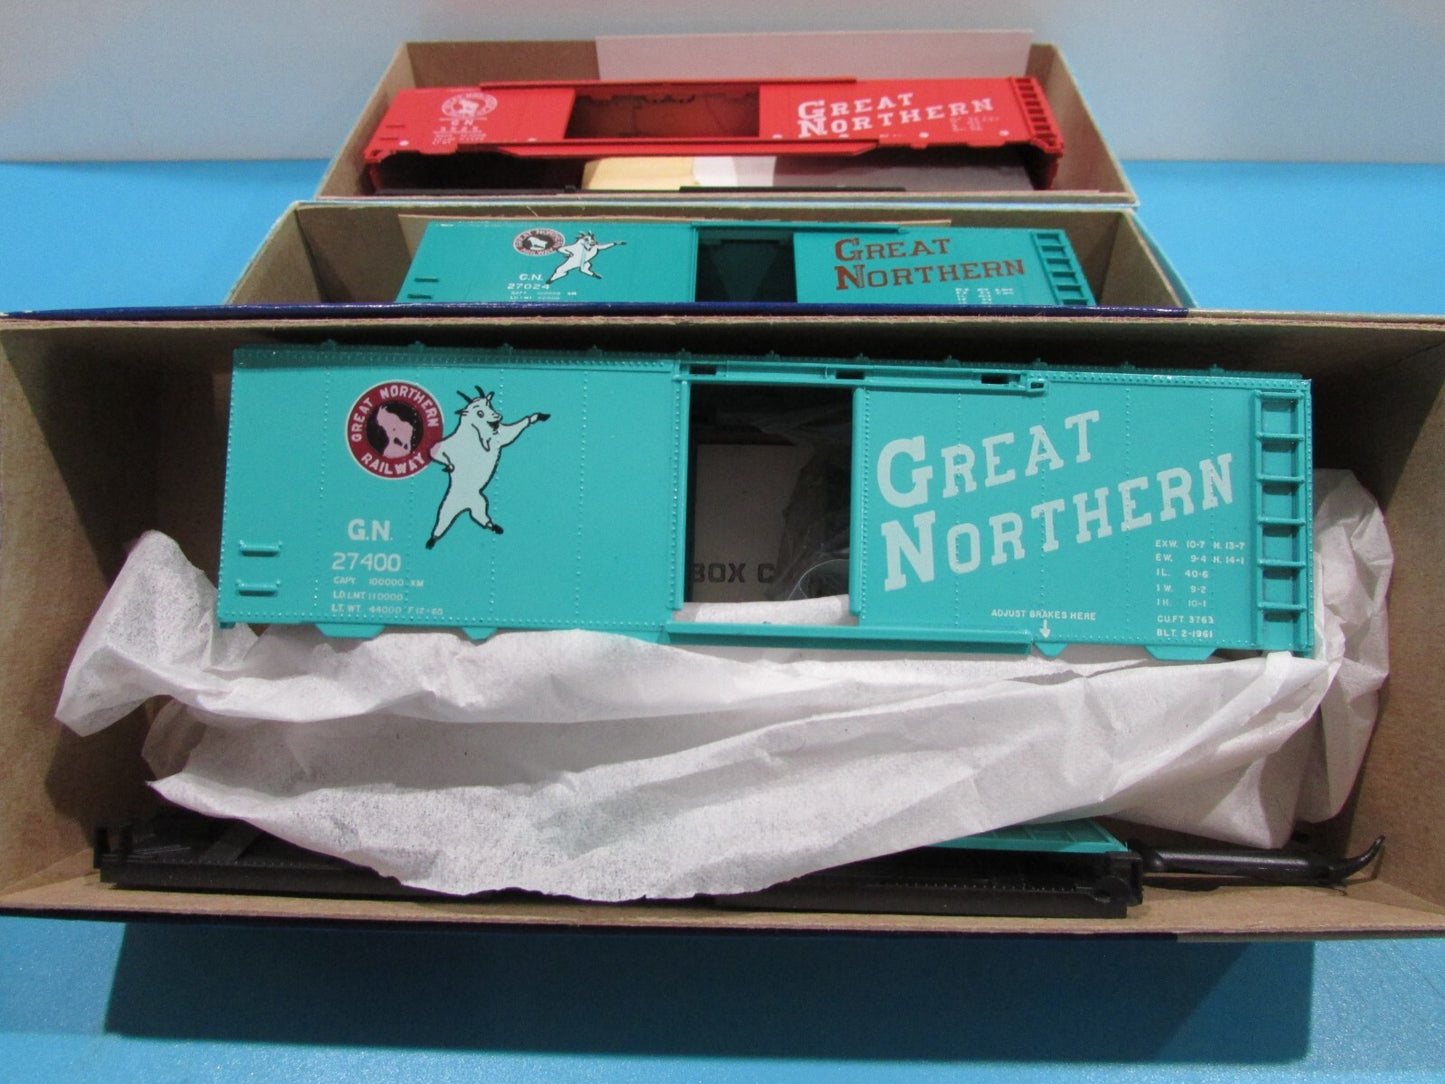 GREAT
NORTHERN
G.N.
27024
GREAT
NORTHERN
GREAT NORTHERN
RAILWAY
G.N.
27400
CAPY. 100000 XM
LD.LMT 110000
LT. WT. 44000 F 12-65
BOX C
GREAT
NORTHERN
ADJUST BRAKES HERE
EXW. 10-7 H. 13-7
EW. 9-4 H. 14-1
IL. 40-6
IW. 9-2
IH. 10-1
CU.FT 3763
BLT. 2-1961